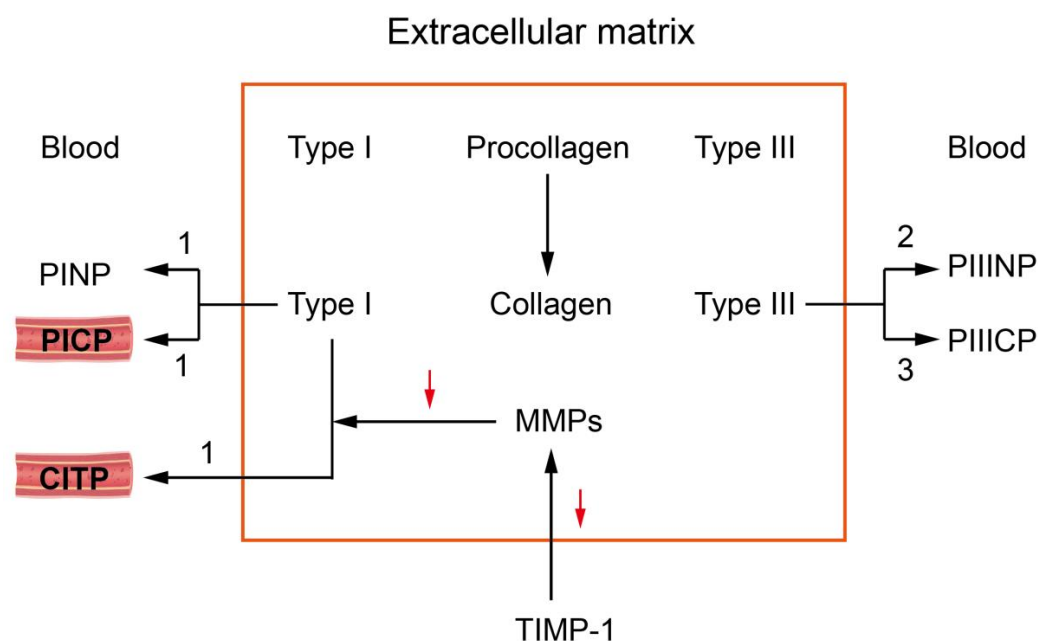 Extracellular matrix
Blood
Type I
Procollagen
Type III
Blood
1
2
PINP
PIIINP
Type I
Collagen
Type III
PICP
PIIICP
1
3
MMPs
1
CITP
TIMP-1